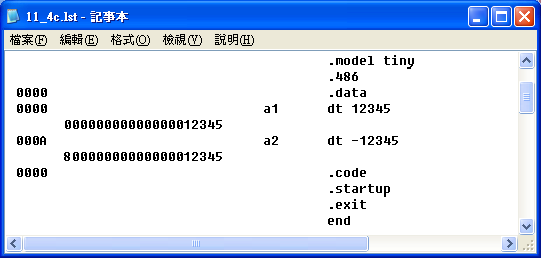 11_4c.lst - 記事本
檔案(F) 編輯(E) 格式(O) 檢視(V) 說明(H)
.model tiny
.486
0000 .data
0000 a1 dt 12345
00000000000000012345
000A a2 dt -12345
80000000000000012345
0000 .code
.startup
.exit
end